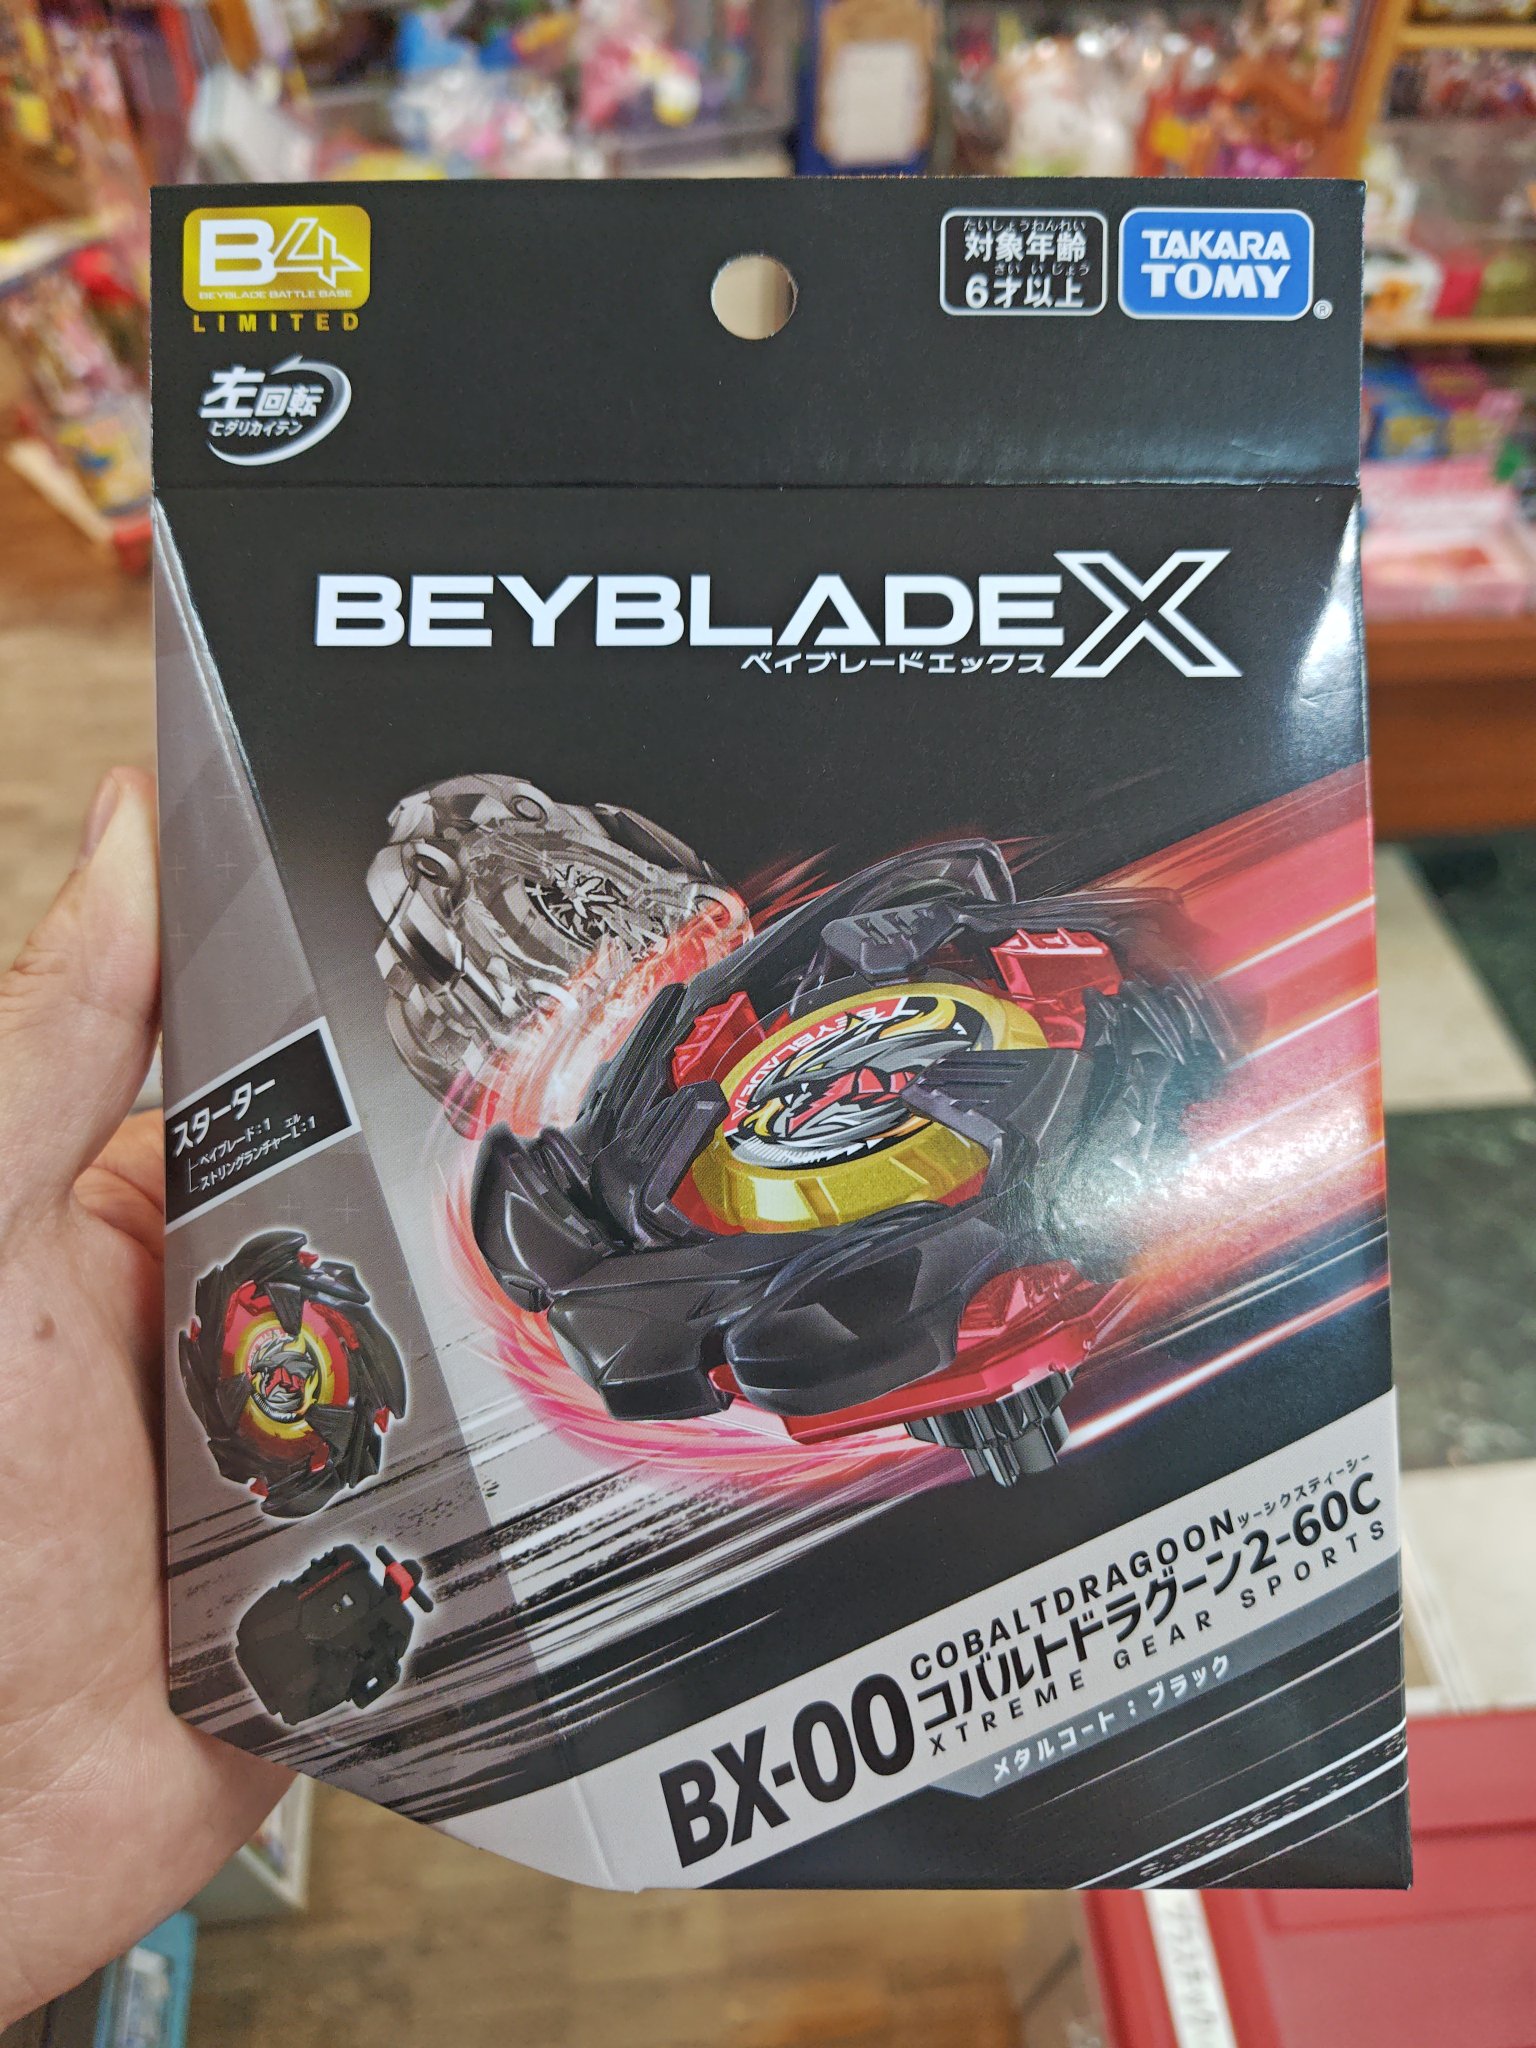 B4
BEYBLADE BATTLE BASE
LIMITED
たいしょうねんれい
対象年齢
さい いじょう
6才以上
TAKARA
TOMY
®
左回転
ヒダリカイテン
BEYBLADE X
ベイブレードエックス
BEYBLADE X
スターター
ベイブレード:1
エル
ストリングランチャーL:1
COBALTDRAGOON
ツーシックスティーシー
BX-00 コバルトドラグーン2-60C
XTREME GEAR SPORTS
メタルコート:ブラック